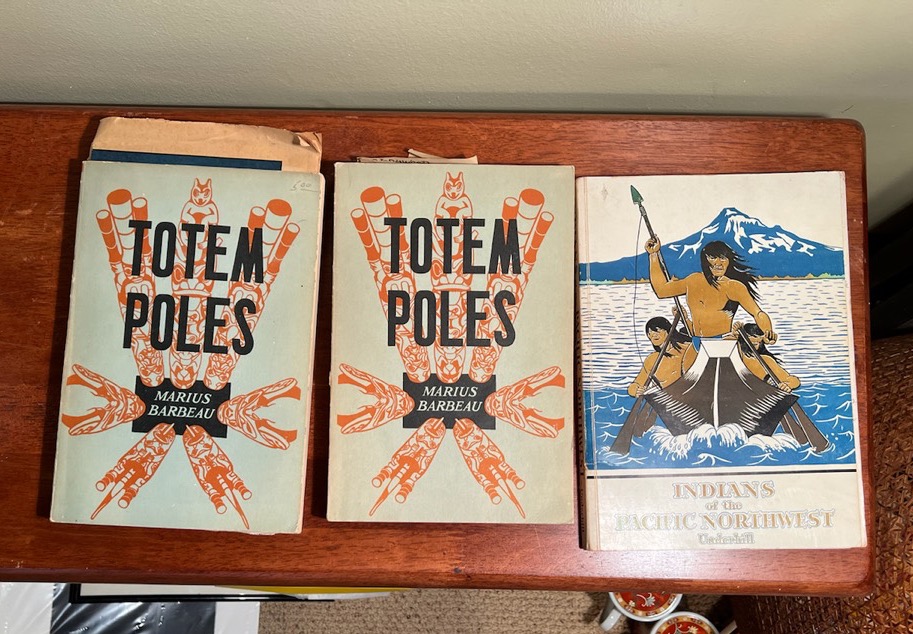 TOTEM
POLES
MARIUS
BARBEAU
TOTEM
POLES
MARIUS
BARBEAU
INDIANS
of the
PACIFIC NORTHWEST
Underhill